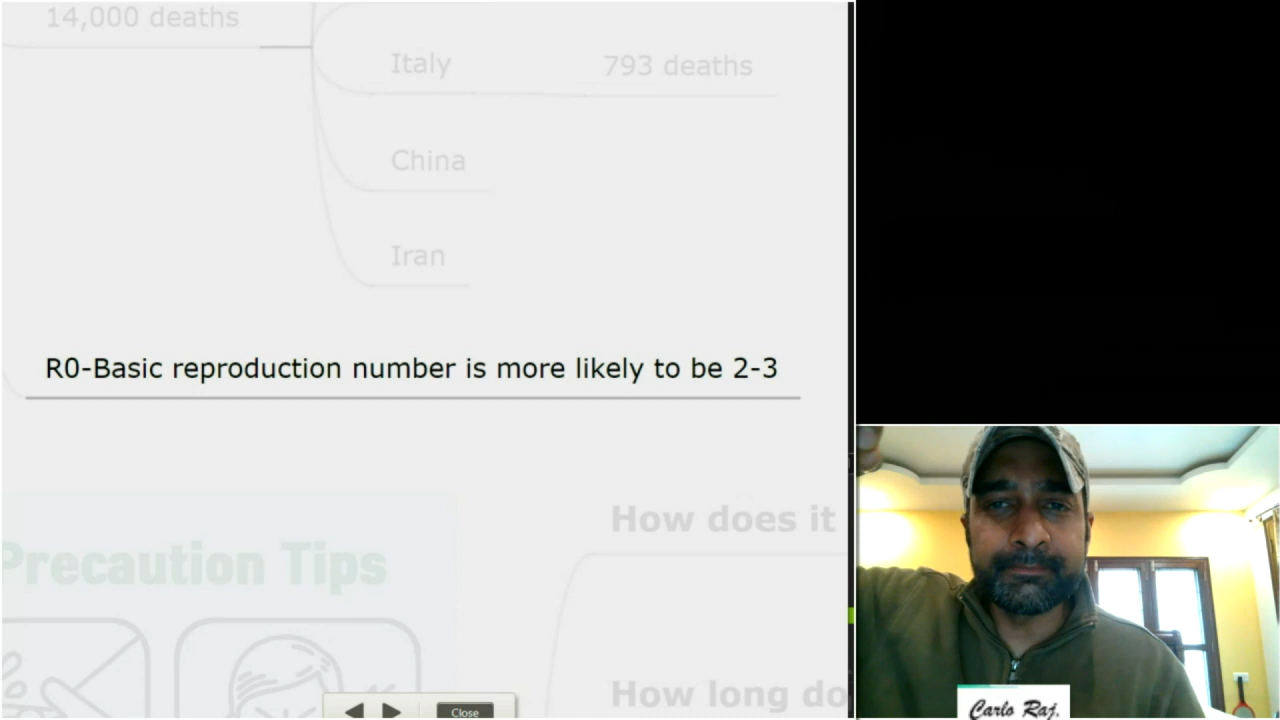 14,000 deaths
Italy 793 deaths
China
Iran
R0-Basic reproduction number is more likely to be 2-3
How does it
Precaution Tips
How long do
Close
Carlo Raj.